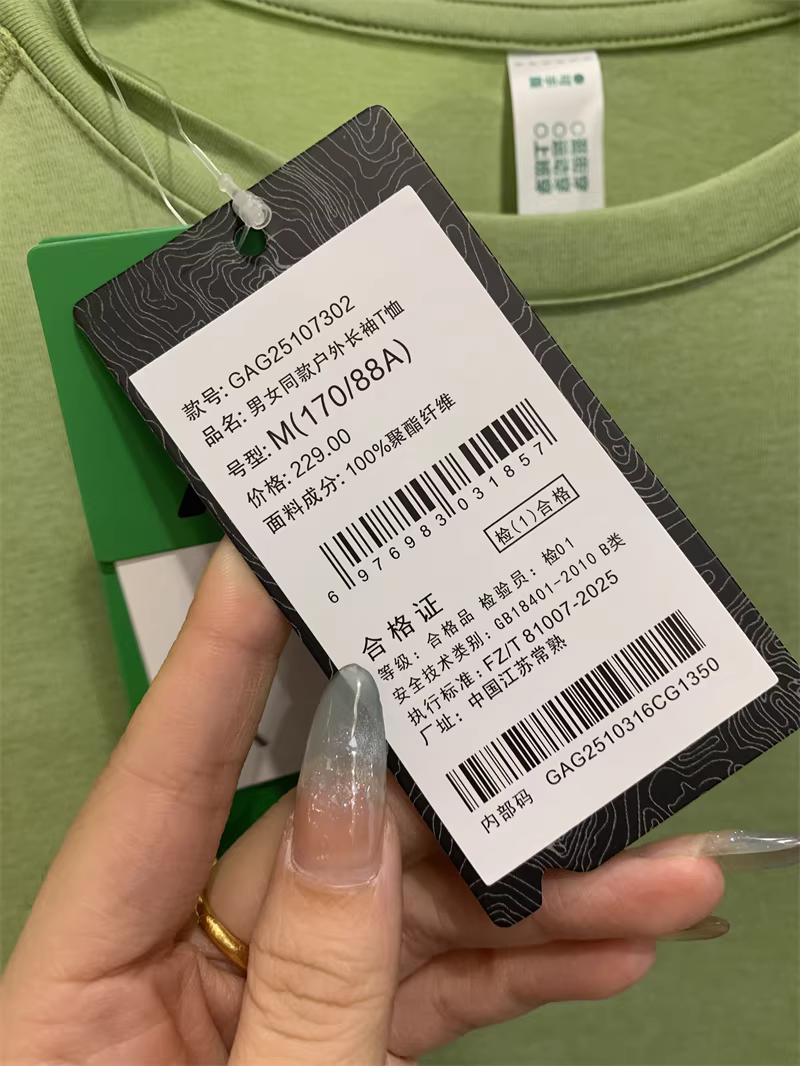 款号: GAG25107302
品名: 男女同款户外长袖T恤
号型: M(170/88A)
价格: 229.00
面料成分: 100%聚酯纤维
6 976983 031857
检(1)合格
合格证
等级: 合格品 检验员: 检01
安全技术类别: GB18401-2010 B类
执行标准: FZ/T 81007-2025
厂址: 中国江苏常熟
GAG2510316CG1350
内部码